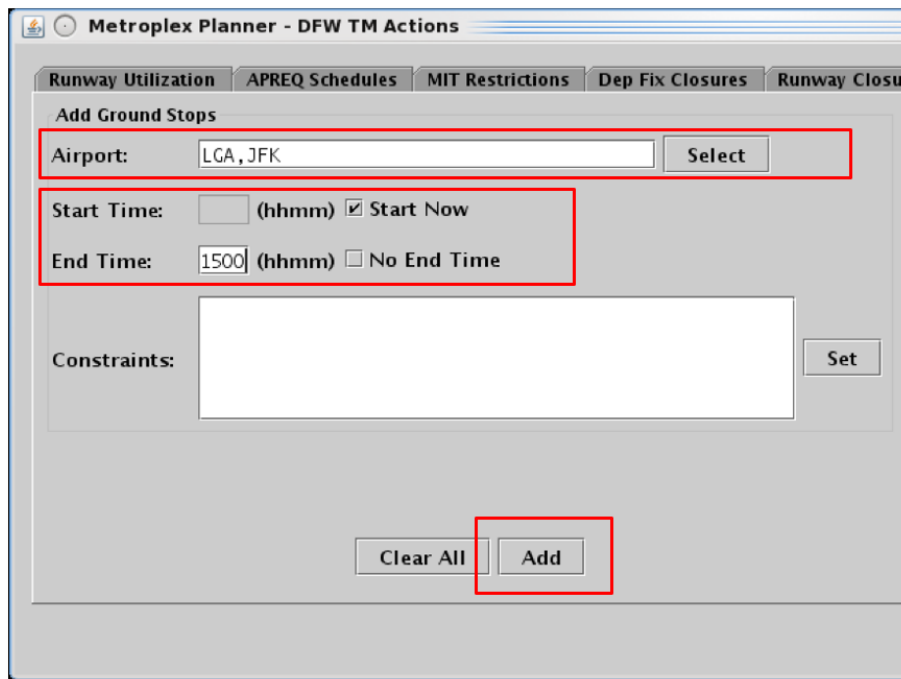 Metroplex Planner - DFW TM Actions
Runway Utilization APREQ Schedules MIT Restrictions Dep Fix Closures Runway Closu
Add Ground Stops
Airport: LGA,JFK Select
Start Time: (hhmm) Start Now
End Time: 1500 (hhmm) No End Time
Constraints: Set
Clear All Add